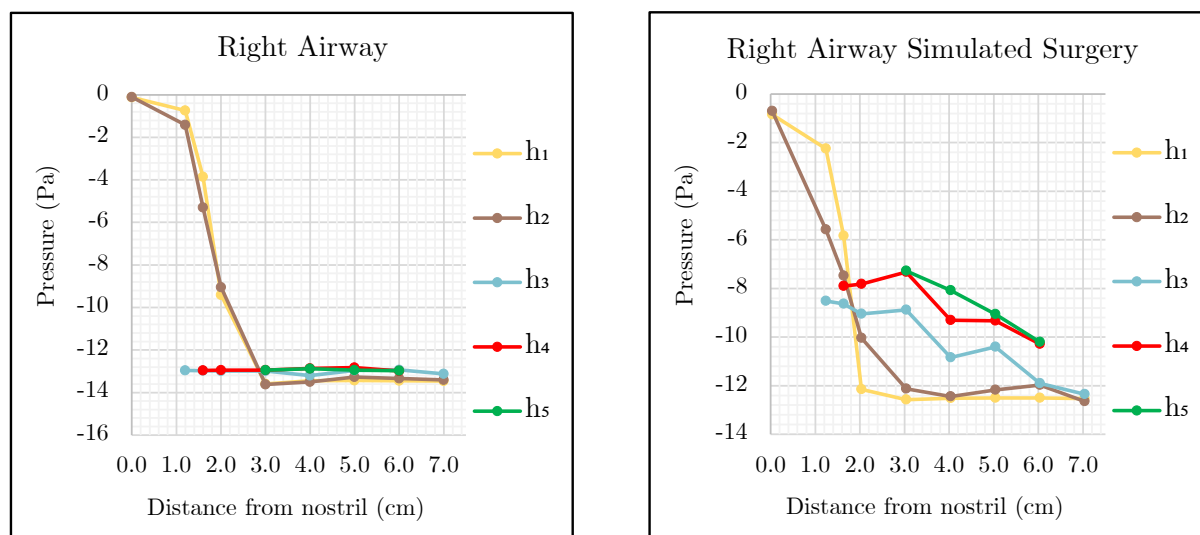 Right Airway
0
-2
-4
-6
-8
-10
-12
-14
-16
Pressure (Pa)
0.0 1.0 2.0 3.0 4.0 5.0 6.0 7.0
Distance from nostril (cm)
h₁
h₂
h₃
h₄
h₅
Right Airway Simulated Surgery
0
-2
-4
-6
-8
-10
-12
-14
Pressure (Pa)
0.0 1.0 2.0 3.0 4.0 5.0 6.0 7.0
Distance from nostril (cm)
h₁
h₂
h₃
h₄
h₅